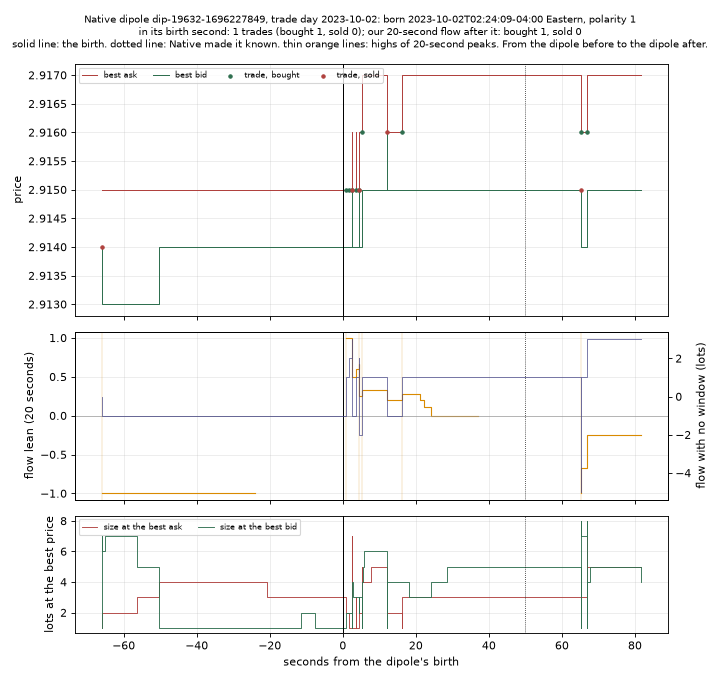 Native dipole dip-19632-1696227849, trade day 2023-10-02: born 2023-10-02T02:24:09-04:00 Eastern, polarity 1
in its birth second: 1 trades (bought 1, sold 0); our 20-second flow after it: bought 1, sold 0
solid line: the birth. dotted line: Native made it known. thin orange lines: highs of 20-second peaks. From the dipole before to the dipole after.
best ask
best bid
trade, bought
trade, sold
2.9170
2.9165
2.9160
2.9155
2.9150
2.9145
2.9140
2.9135
2.9130
price
1.0
0.5
0.0
−0.5
−1.0
flow lean (20 seconds)
2
0
−2
−4
flow with no window (lots)
size at the best ask
size at the best bid
8
6
4
2
lots at the best price
−60
−40
−20
0
20
40
60
80
seconds from the dipole's birth